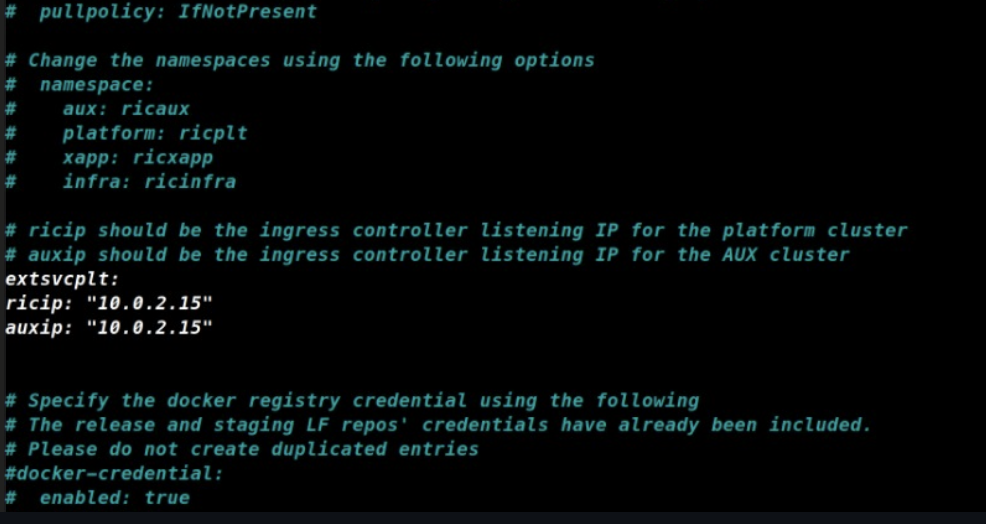 #  pullpolicy: IfNotPresent
# Change the namespaces using the following options
#  namespace:
#    aux: ricaux
#    platform: ricplt
#    xapp: ricxapp
#    infra: ricinfra
# ricip should be the ingress controller listening IP for the platform cluster
# auxip should be the ingress controller listening IP for the AUX cluster
extsvcplt:
ricip: "10.0.2.15"
auxip: "10.0.2.15"
# Specify the docker registry credential using the following
# The release and staging LF repos' credentials have already been included.
# Please do not create duplicated entries
#docker-credential:
#  enabled: true